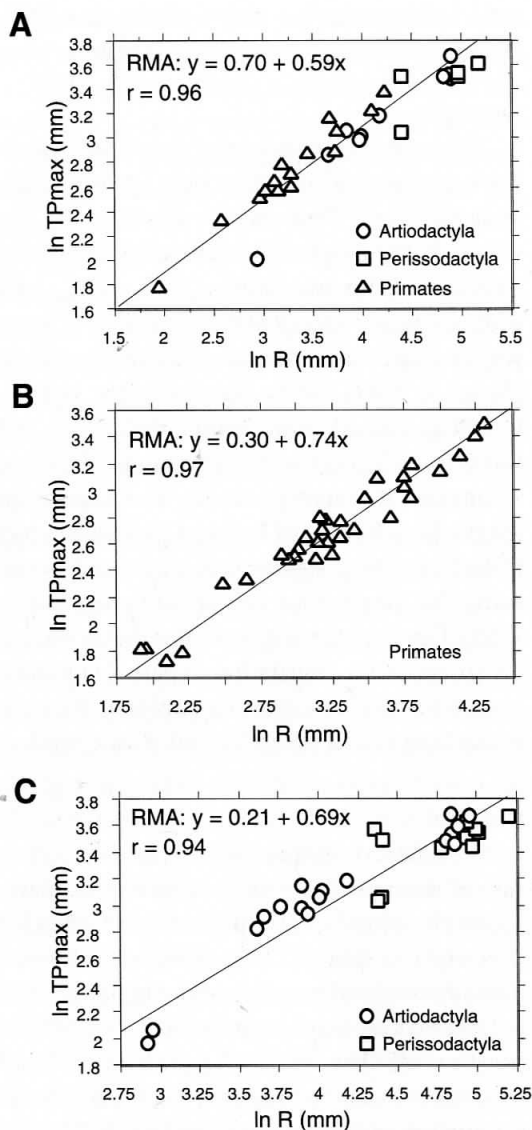 A
RMA: y = 0.70 + 0.59x
r = 0.96
ln TPmax (mm)
3.8
3.6
3.4
3.2
3.0
2.8
2.6
2.4
2.2
2
1.8
1.6
Artiodactyla
Perissodactyla
Primates
1.5 2 2.5 3 3.5 4 4.5 5 5.5
ln R (mm)
B
RMA: y = 0.30 + 0.74x
r = 0.97
ln TPmax (mm)
3.6
3.4
3.2
3
2.8
2.6
2.4
2.2
2
1.8
1.6
Primates
1.75 2.25 2.75 3.25 3.75 4.25
ln R (mm)
C
RMA: y = 0.21 + 0.69x
r = 0.94
ln TPmax (mm)
3.8
3.6
3.4
3.2
3.0
2.8
2.6
2.4
2.2
2
1.8
Artiodactyla
Perissodactyla
2.75 3.25 3.75 4 4.25 4.5 4.75 5 5.25
ln R (mm)